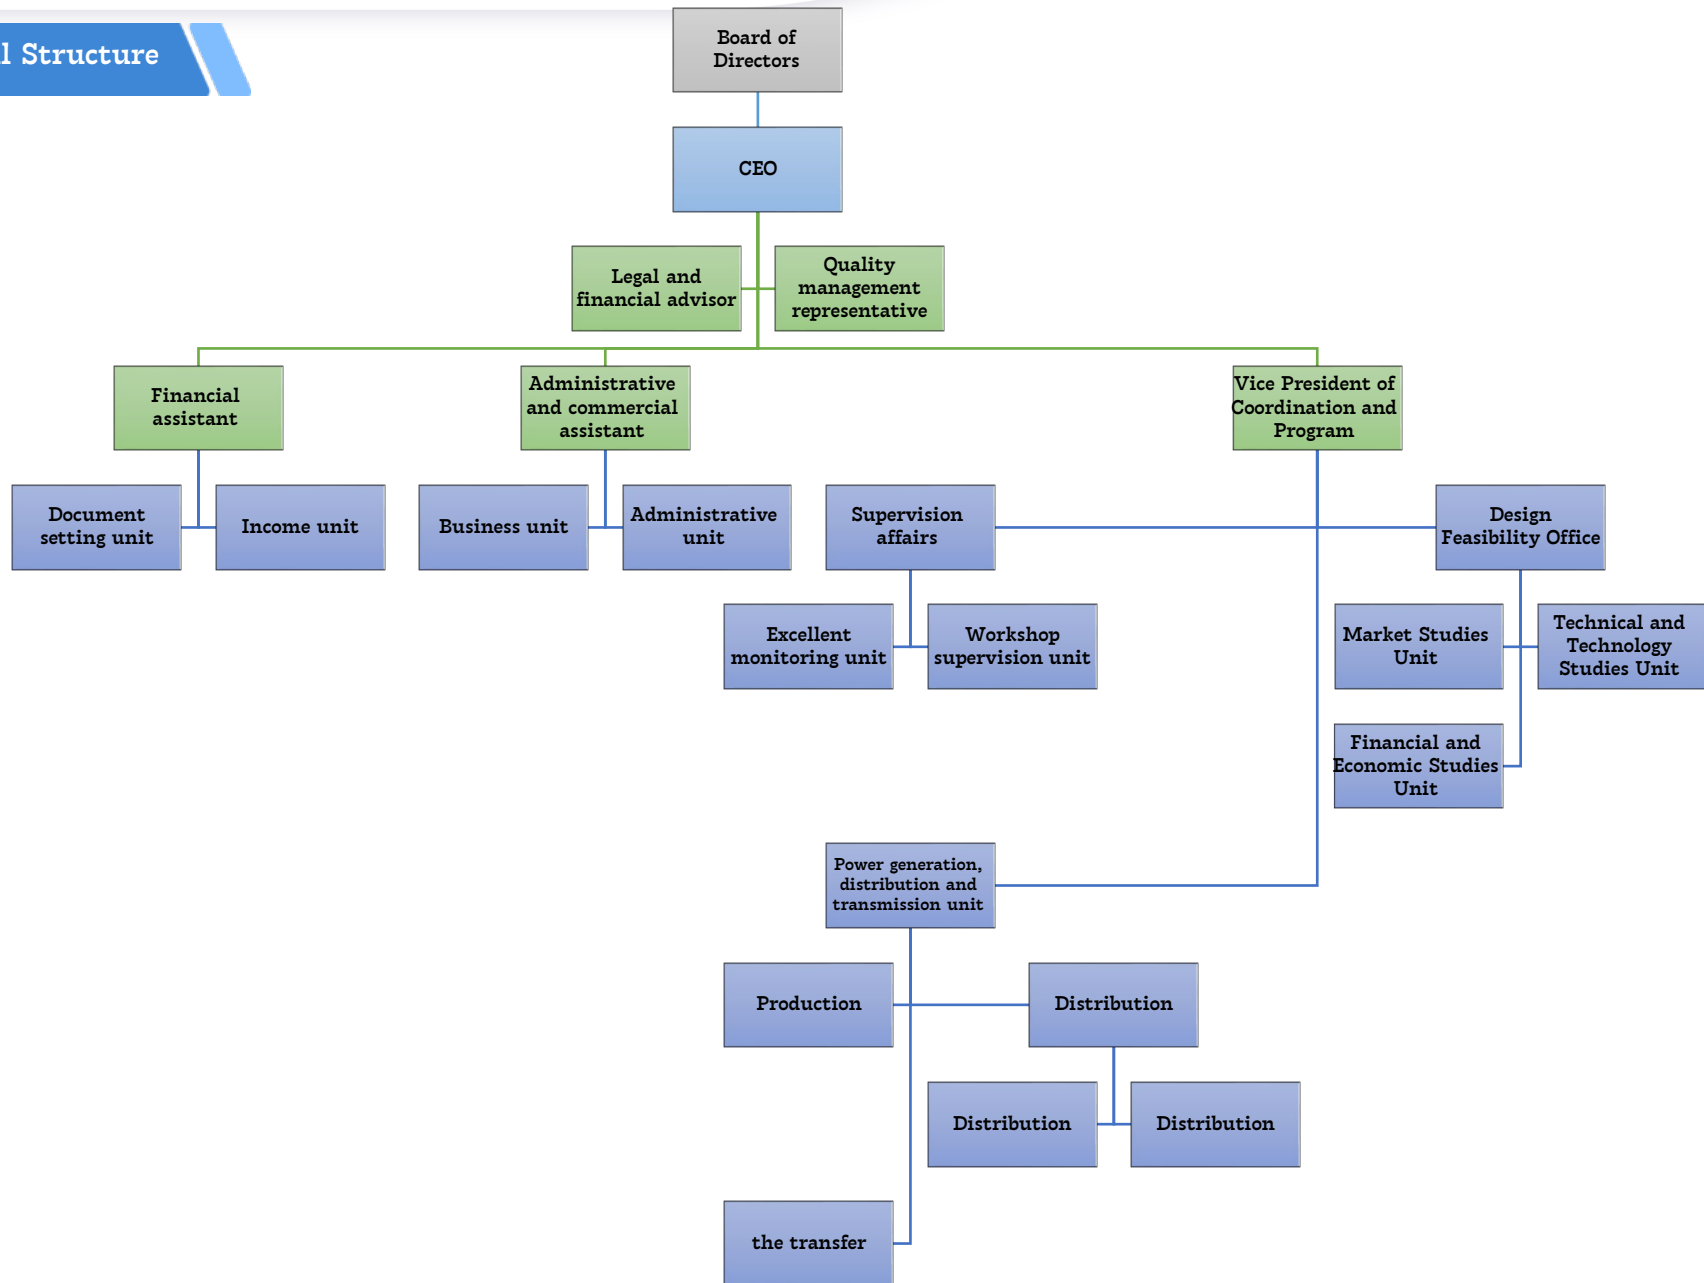 l Structure
Board of
Directors
CEO
Legal and
financial advisor
Quality
management
representative
Financial
assistant
Administrative
and commercial
assistant
Vice President of
Coordination and
Program
Document
setting unit
Income unit
Business unit
Administrative
unit
Supervision
affairs
Design
Feasibility Office
Excellent
monitoring unit
Workshop
supervision unit
Market Studies
Unit
Technical and
Technology
Studies Unit
Financial and
Economic Studies
Unit
Power generation,
distribution and
transmission unit
Production
Distribution
Distribution
Distribution
the transfer